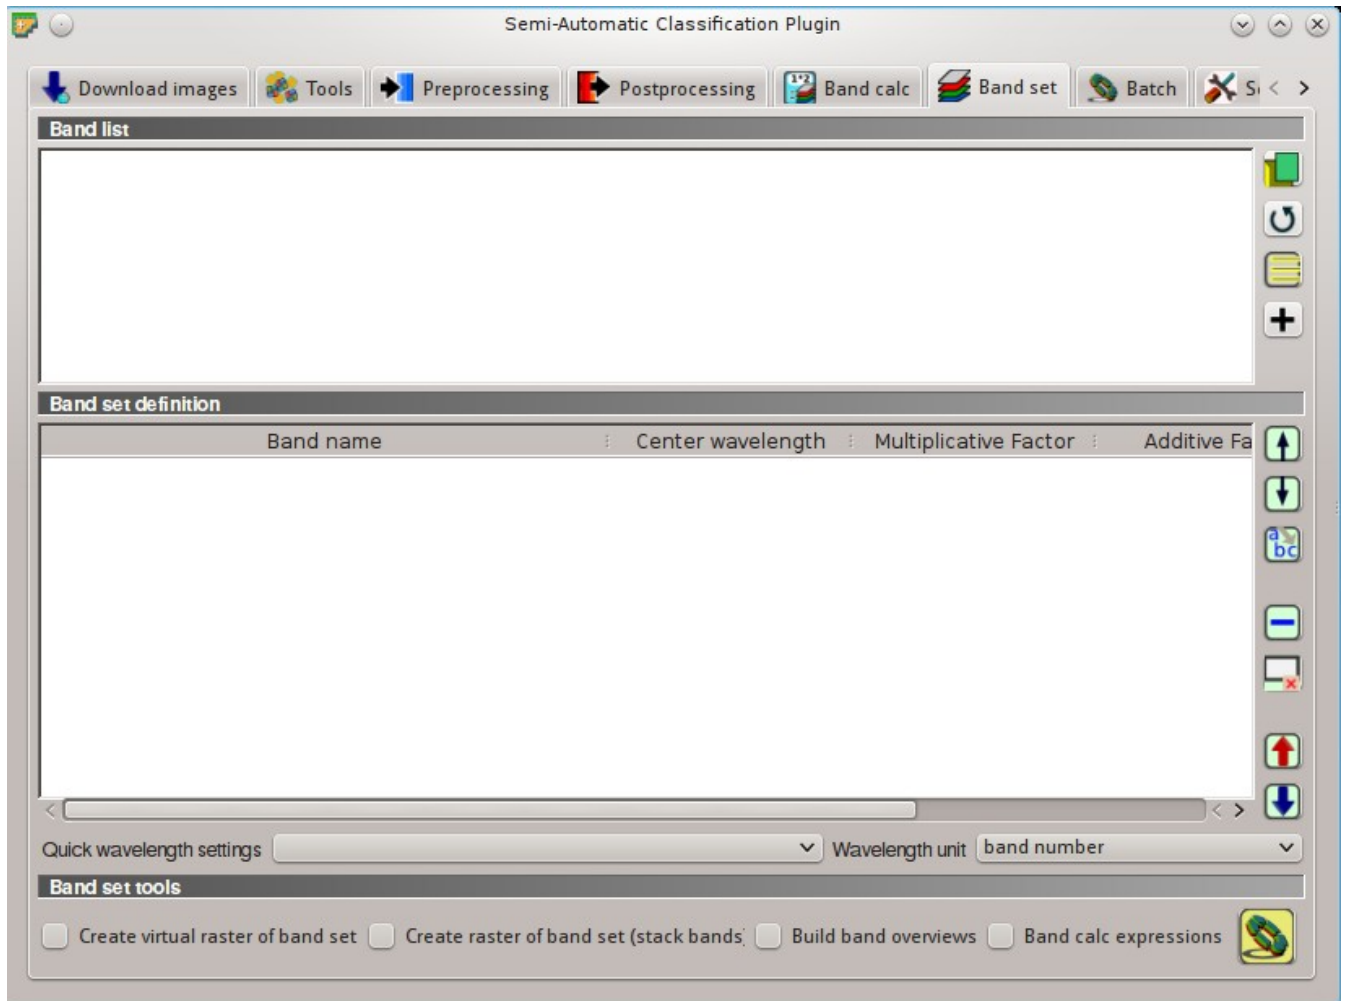 Semi-Automatic Classification Plugin
Download images Tools Preprocessing Postprocessing Band calc Band set Batch
Band list
Band set definition
Band name Center wavelength Multiplicative Factor Additive Fa
a
bc
Quick wavelength settings Wavelength unit band number
Band set tools
Create virtual raster of band set Create raster of band set (stack bands) Build band overviews Band calc expressions